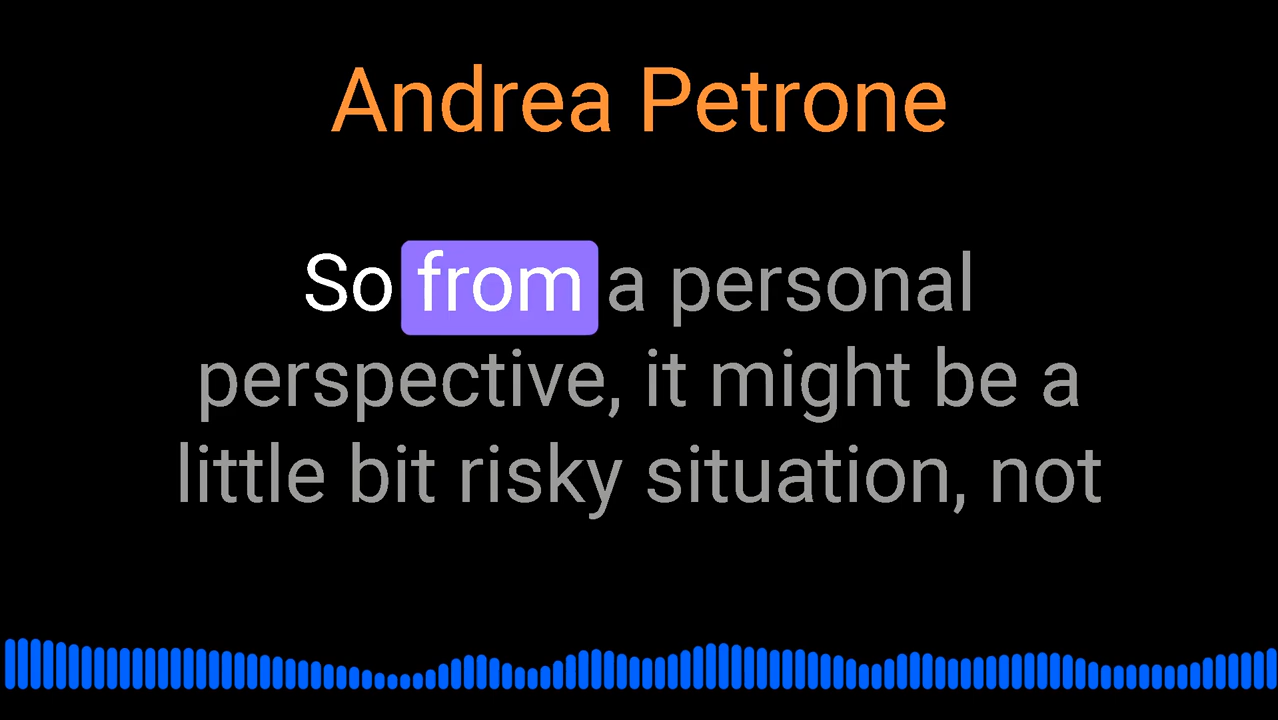 Andrea Petrone
So from a personal
perspective, it might be a
little bit risky situation, not